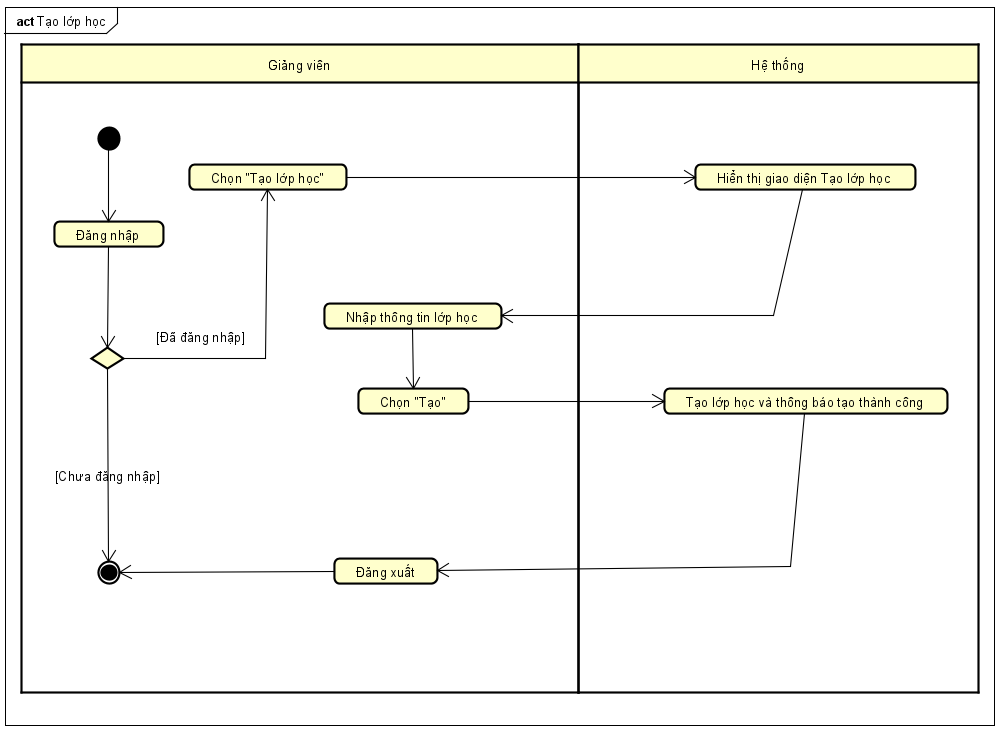 act Tạo lớp học
Giảng viên
Hệ thống
Chọn "Tạo lớp học"
Hiển thị giao diện Tạo lớp học
Đăng nhập
Nhập thông tin lớp học
[Đã đăng nhập]
Chọn "Tạo"
Tạo lớp học và thông báo tạo thành công
[Chưa đăng nhập]
Đăng xuất